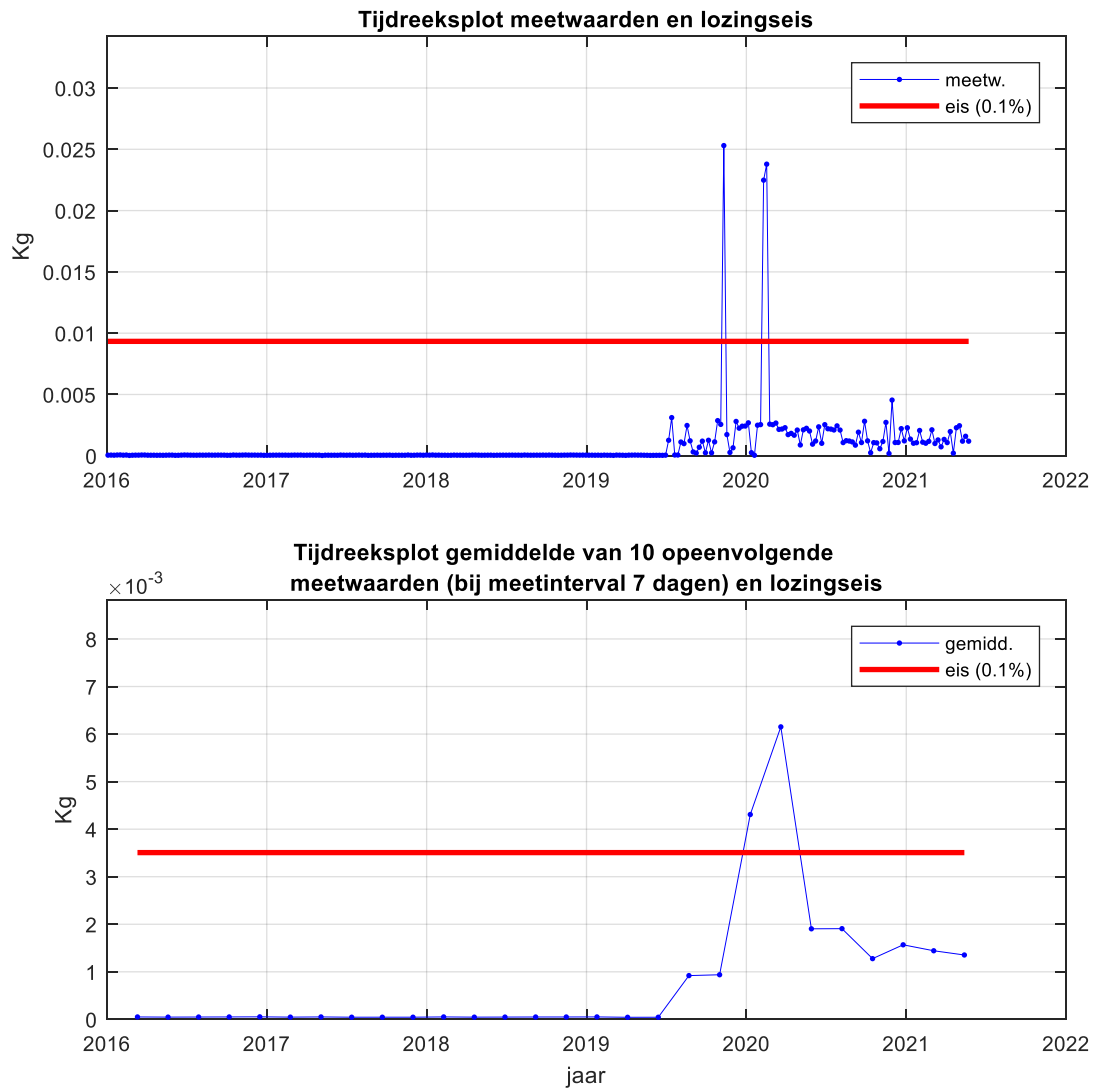 Tijdreeksplot meetwaarden en lozingseis
Kg
0.03
0.025
0.02
0.015
0.01
0.005
0
2016 2017 2018 2019 2020 2021 2022
meetw.
eis (0.1%)
Tijdreeksplot gemiddelde van 10 opeenvolgende
meetwaarden (bij meetinterval 7 dagen) en lozingseis
×10⁻³
Kg
8
7
6
5
4
3
2
1
0
2016 2017 2018 2019 2020 2021 2022
gemidd.
eis (0.1%)
jaar